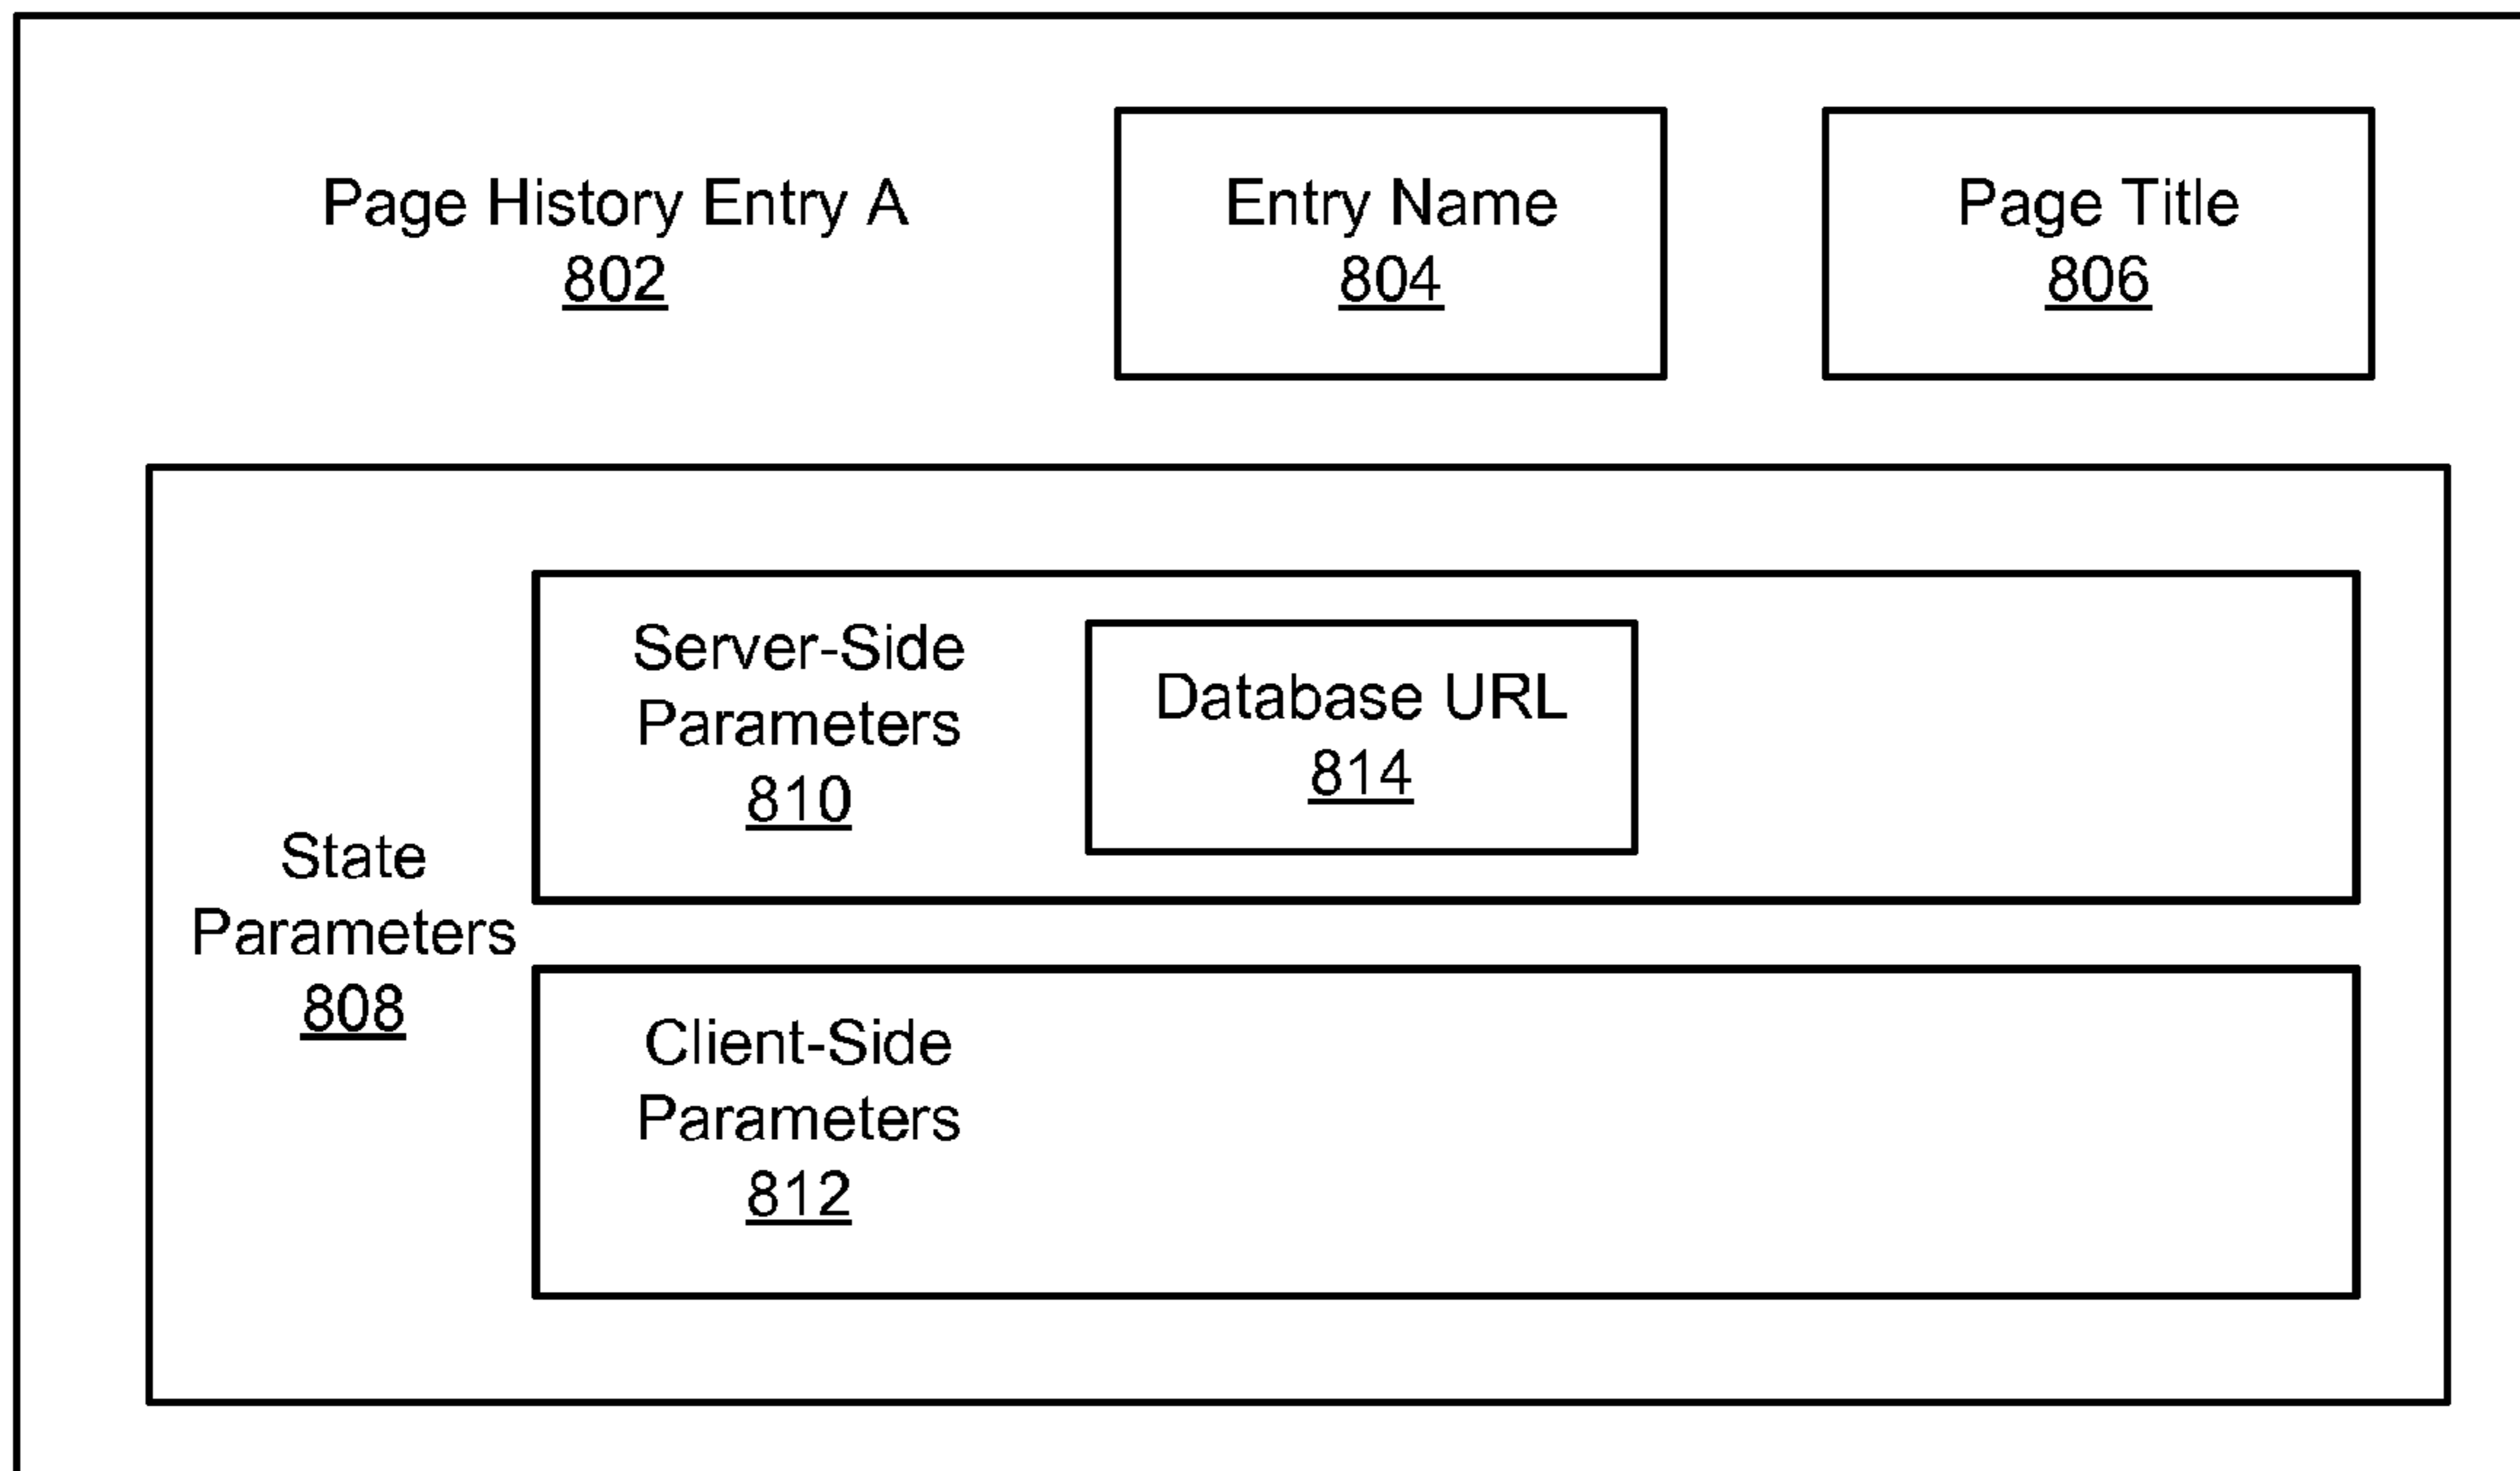 Page History Entry A
802
Entry Name
804
Page Title
806
State
Parameters
808
Server-Side
Parameters
810
Database URL
814
Client-Side
Parameters
812